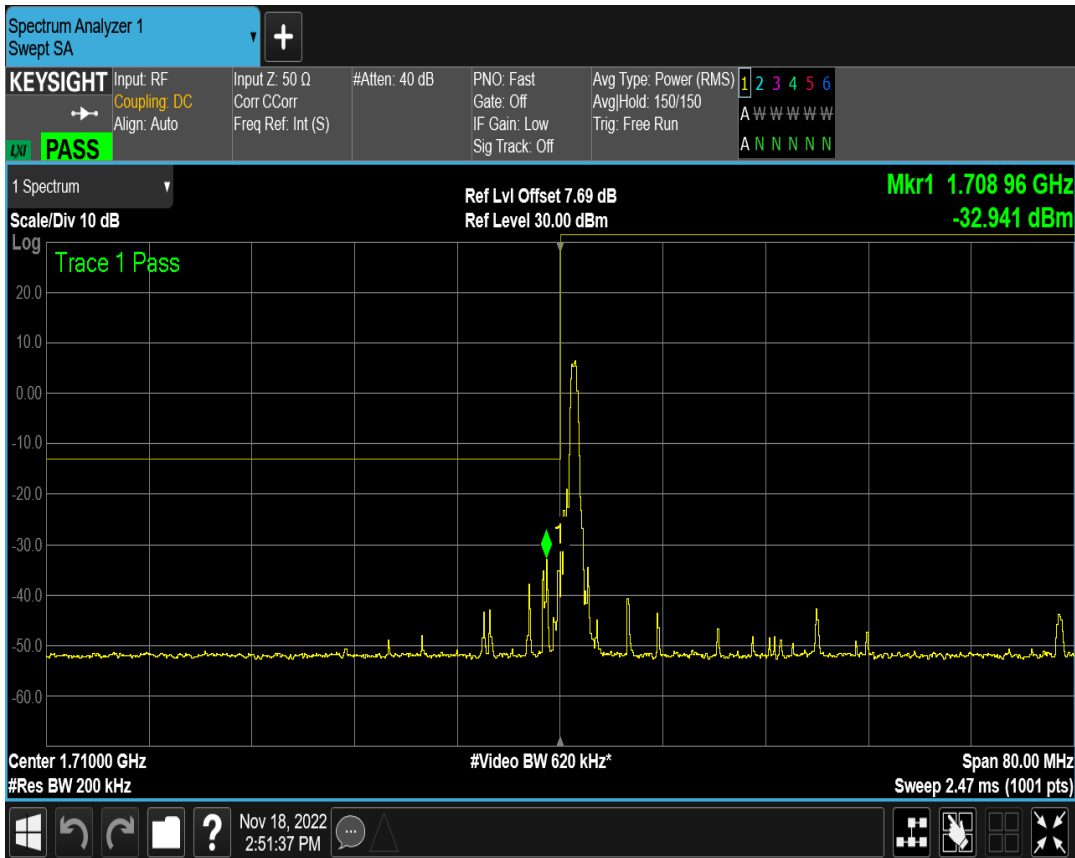 Spectrum Analyzer 1
Swept SA
+
KEYSIGHT
LXI PASS
Input: RF
Coupling: DC
Align: Auto
Input Z: 50 Ω
Corr CCorr
Freq Ref: Int (S)
#Atten: 40 dB
PNO: Fast
Gate: Off
IF Gain: Low
Sig Track: Off
Avg Type: Power (RMS)
Avg|Hold: 150/150
Trig: Free Run
1 2 3 4 5 6
A W W W W W
A N N N N N
1 Spectrum
Scale/Div 10 dB
Ref Lvl Offset 7.69 dB
Ref Level 30.00 dBm
Mkr1 1.708 96 GHz
-32.941 dBm
Log
Trace 1 Pass
20.0
10.0
0.00
-10.0
-20.0
1
-30.0
-40.0
-50.0
-60.0
Center 1.71000 GHz
#Res BW 200 kHz
#Video BW 620 kHz*
Span 80.00 MHz
Sweep 2.47 ms (1001 pts)
?
Nov 18, 2022
2:51:37 PM